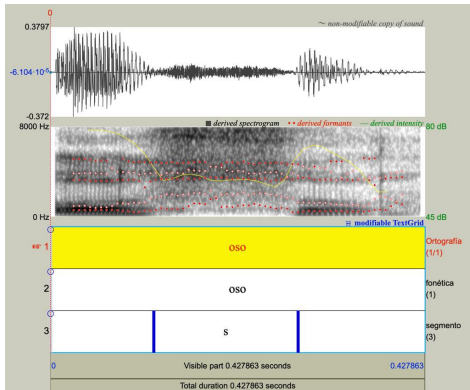 0
0.3797
~ non-modifiable copy of sound
-6.104·10-5
-0.372
■ derived spectrogram •• derived formants — derived intensity
8000 Hz
80 dB
0 Hz
45 dB
modifiable TextGrid
1
oso
Ortografía
(1/1)
2
oso
fonética
(1)
3
s
segmento
(3)
0
Visible part 0.427863 seconds
0.427863
Total duration 0.427863 seconds